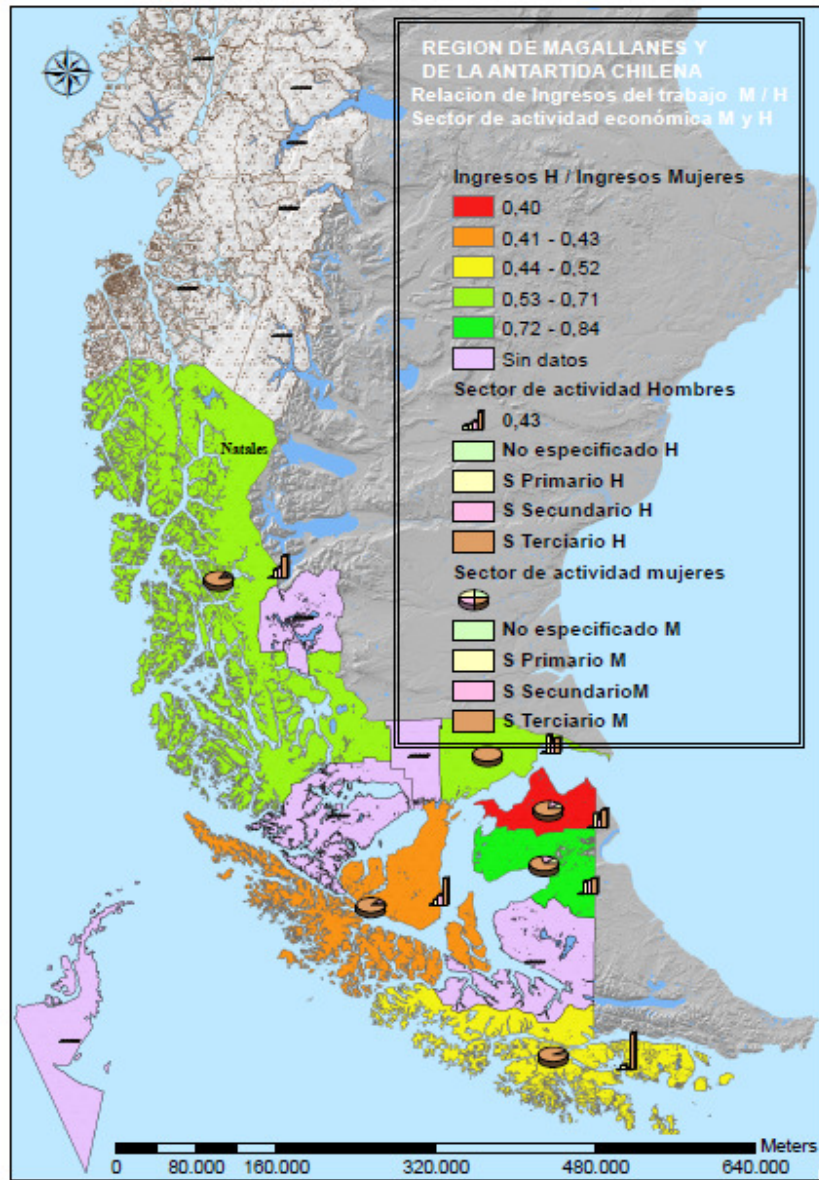 REGION DE MAGALLANES Y
DE LA ANTARTIDA CHILENA
Relacion de Ingresos del trabajo M / H
Sector de actividad económica M y H
Ingresos H / Ingresos Mujeres
0,40
0.41 - 0,43
0.44 - 0,52
0,53 - 0,71
0,72 - 0,84
Sin datos
Sector de actividad Hombres
0,43
No especificado H
S Primario H
S Secundario H
S Terciario H
Sector de actividad mujeres
No especificado M
S Primario M
S SecundarioM
S Terciario M
Natales
Meters
0 80.000 160.000 320.000 480.000 640.000